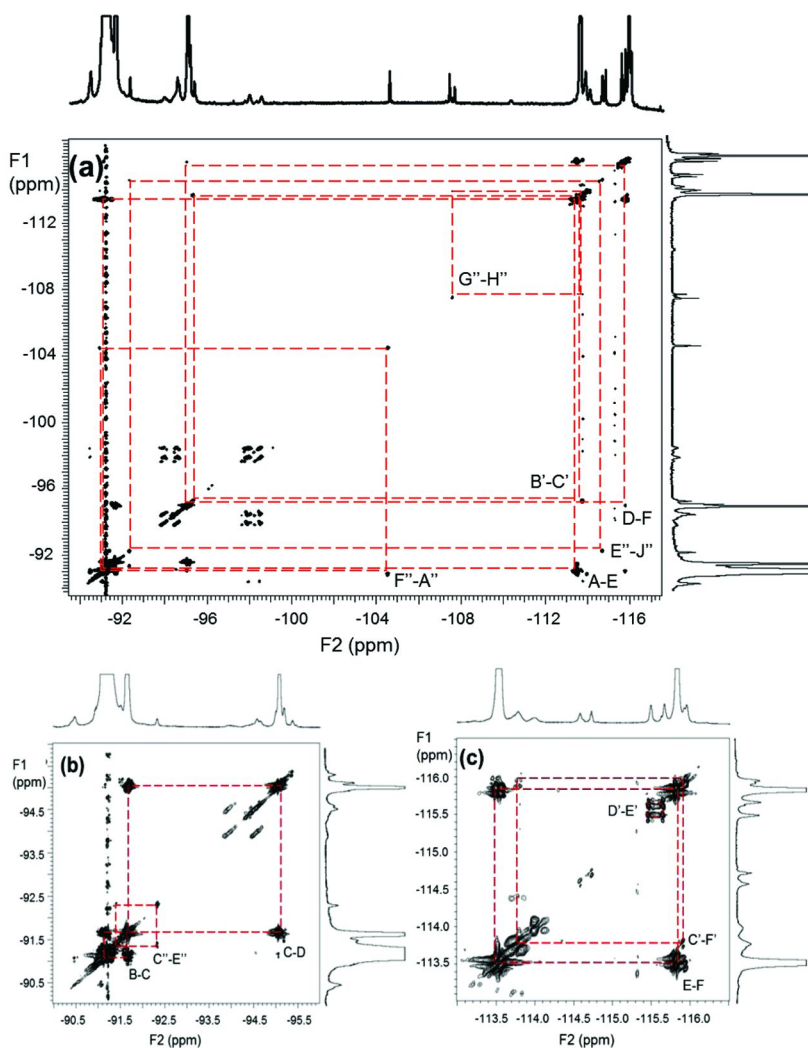 (a)
F1
(ppm)
-112
-108
-104
-100
-96
-92
G''-H''
B'-C'
D-F
E''-J''
F''-A''
A-E
-92
-96
-100
-104
-108
-112
-116
F2 (ppm)
(b)
F1
(ppm)
-94.5
-93.5
-92.5
-91.5
-90.5
C''-E''
C-D
B-C
-90.5
-91.5
-92.5
-93.5
-94.5
-95.5
F2 (ppm)
(c)
F1
(ppm)
-116.0
-115.5
-115.0
-114.5
-114.0
-113.5
D'-E'
C'-F'
E-F
-113.5
-114.0
-114.5
-115.0
-115.5
-116.0
F2 (ppm)